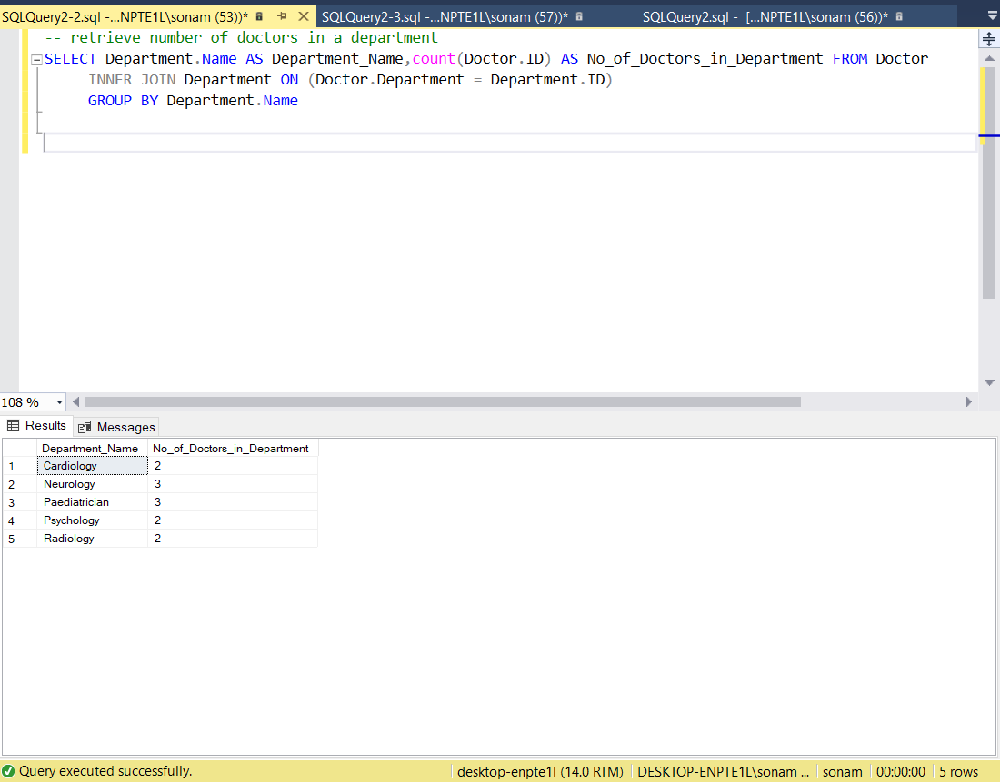 SQLQuery2-2.sql -...NPTE1L\sonam (53))* SQLQuery2-3.sql -...NPTE1L\sonam (57))* SQLQuery2.sql - [...NPTE1L\sonam (56))*
-- retrieve number of doctors in a department
SELECT Department.Name AS Department_Name,count(Doctor.ID) AS No_of_Doctors_in_Department FROM Doctor
INNER JOIN Department ON (Doctor.Department = Department.ID)
GROUP BY Department.Name
108 %
Results Messages
Department_Name No_of_Doctors_in_Department
1 Cardiology 2
2 Neurology 3
3 Paediatrician 3
4 Psychology 2
5 Radiology 2
Query executed successfully. desktop-enpte1l (14.0 RTM) DESKTOP-ENPTE1L\sonam ... sonam 00:00:00 5 rows